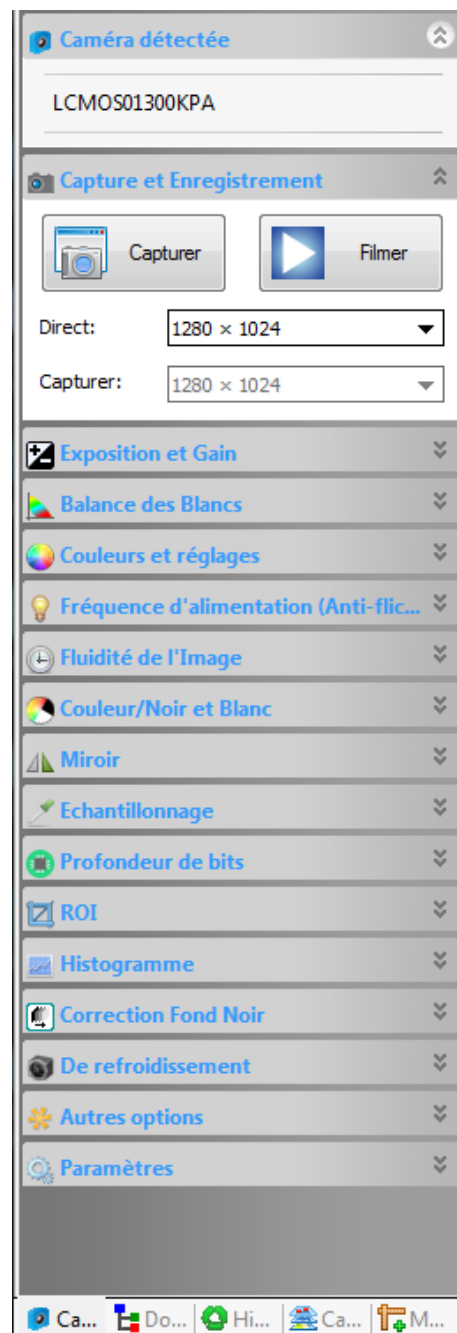 Caméra détectée
LCMOS01300KPA
Capture et Enregistrement
Capturer Filmer
Direct: 1280 × 1024
Capturer: 1280 × 1024
Exposition et Gain
Balance des Blancs
Couleurs et réglages
Fréquence d'alimentation (Anti-flic...
Fluidité de l'Image
Couleur/Noir et Blanc
Miroir
Echantillonnage
Profondeur de bits
ROI
Histogramme
Correction Fond Noir
De refroidissement
Autres options
Paramètres
Ca... Do... Hi... Ca... M...